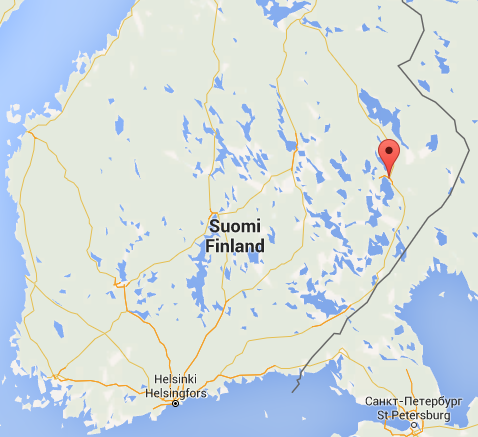 Suomi
Finland
Helsinki
Helsingfors
Санкт-Петербург
St Petersburg